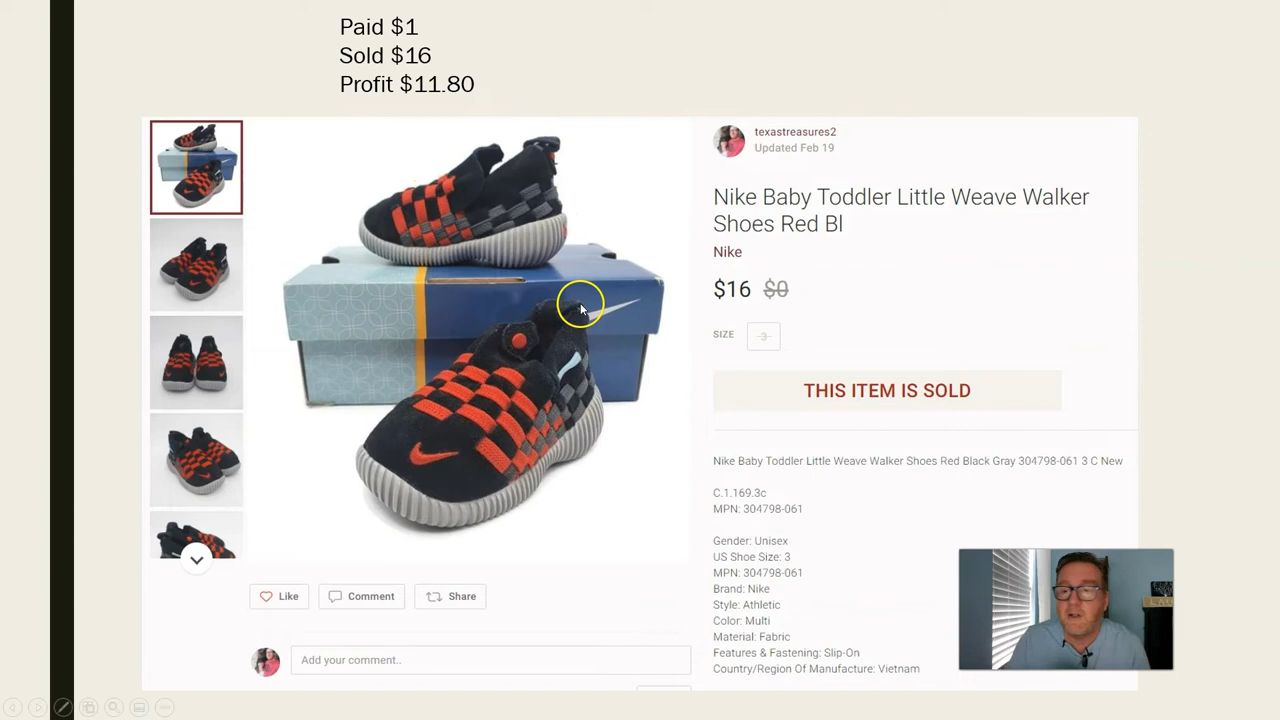 Paid $1
Sold $16
Profit $11.80
texastreasures2
Updated Feb 19
Nike Baby Toddler Little Weave Walker
Shoes Red Bl
Nike
$16 $0
SIZE 3
THIS ITEM IS SOLD
Nike Baby Toddler Little Weave Walker Shoes Red Black Gray 304798-061 3 C New
C.1.169.3c
MPN: 304798-061
Gender: Unisex
US Shoe Size: 3
MPN: 304798-061
Brand: Nike
Style: Athletic
Color: Multi
Material: Fabric
Features & Fastening: Slip-On
Country/Region Of Manufacture: Vietnam
Like Comment Share
Add your comment..